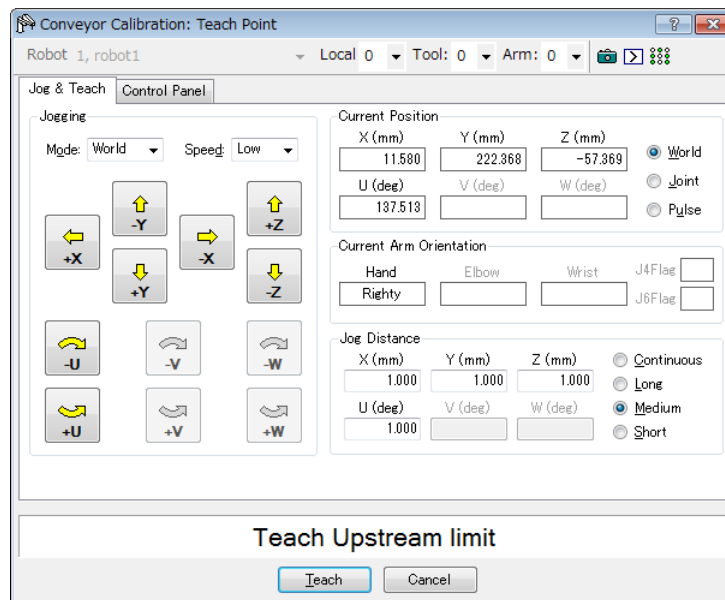 Conveyor Calibration: Teach Point
Robot 1, robot1 Local 0 Tool: 0 Arm: 0
Jog & Teach Control Panel
Jogging
Mode: World Speed: Low
-Y +Z
+X -X
+Y -Z
-U -V -W
+U +V +W
Current Position
X (mm) Y (mm) Z (mm)
11.580 222.368 -57.369
U (deg) V (deg) W (deg)
137.513
World
Joint
Pulse
Current Arm Orientation
Hand Elbow Wrist J4Flag
Righty J6Flag
Jog Distance
X (mm) Y (mm) Z (mm)
1.000 1.000 1.000
U (deg) V (deg) W (deg)
1.000
Continuous
Long
Medium
Short
Teach Upstream limit
Teach Cancel